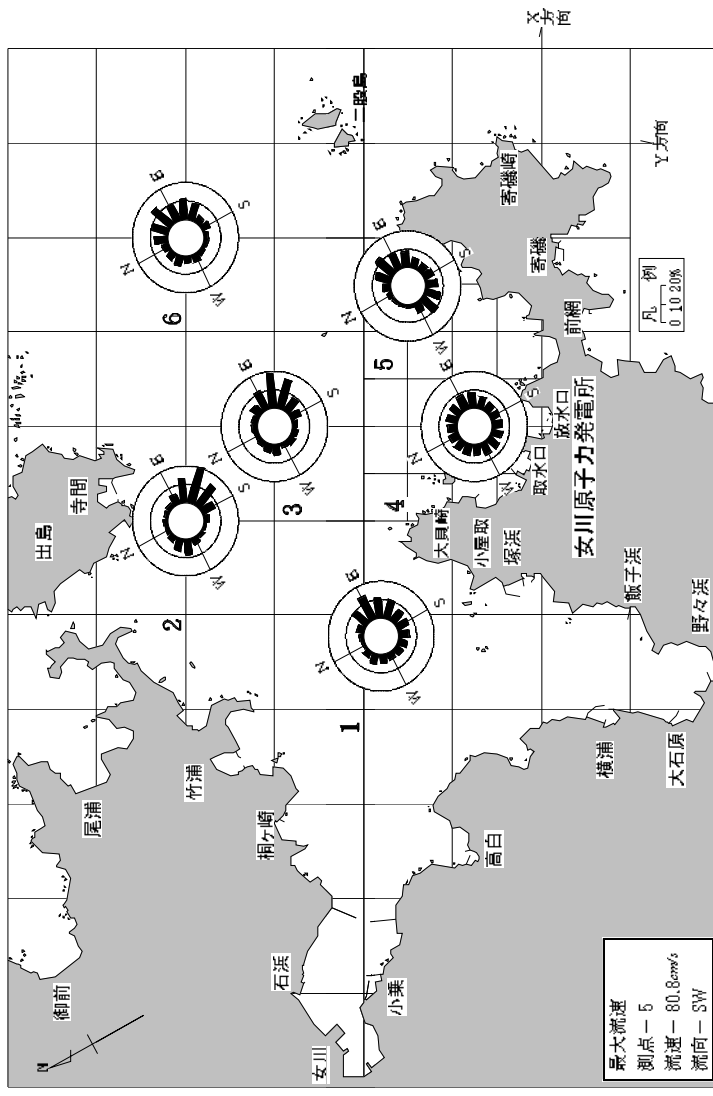 X方向
Y方向
二股島
寄磯崎
寄磯
前網
凡 例
0 10 20%
N
E
S
W
6
N
E
S
W
5
N
E
S
W
3
N
E
S
W
4
N
E
S
W
2
N
E
S
W
1
出島
寺間
放水口
取水口
女川原子力発電所
大貝崎
小屋取
塚浜
飯子浜
野々浜
尾浦
竹浦
桐ヶ崎
横浦
大石原
高白
御前
石浜
小乗
女川
N
最大流速
測点－5
流速－80.8cm/s
流向－SW